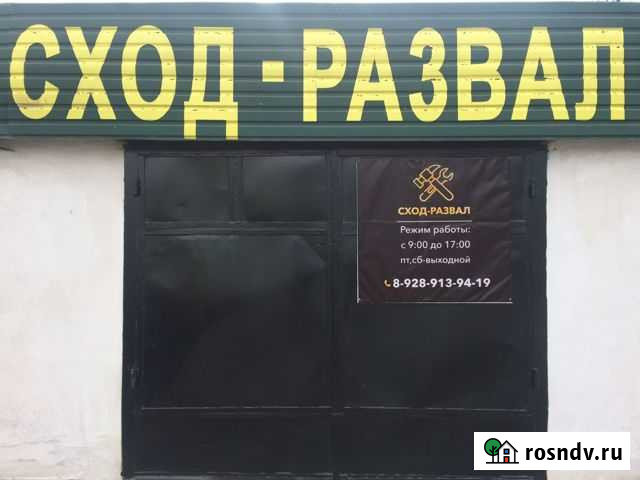 СХОД-РАЗВАЛ
СХОД-РАЗВАЛ
Режим работы:
с 9:00 до 17:00
пт,сб-выходной
8-928-913-94-19
rosndv.ru